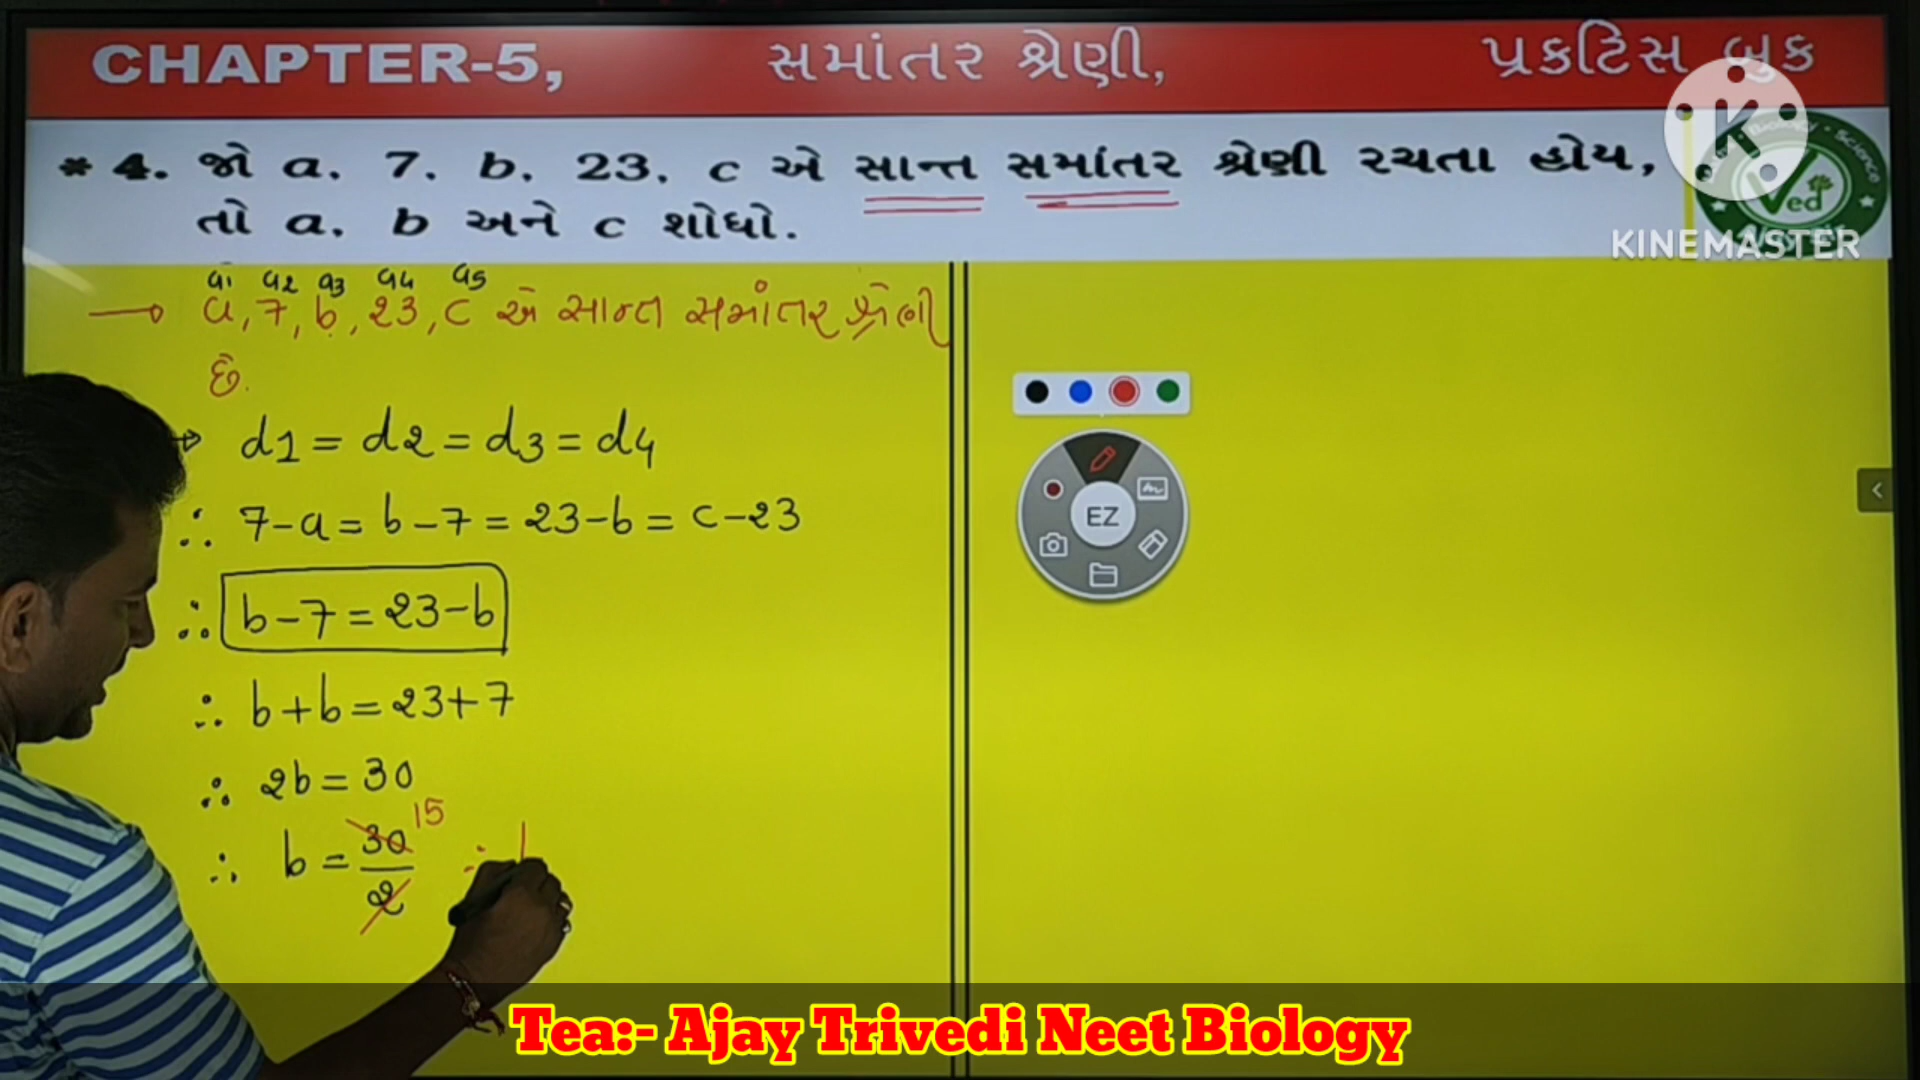 CHAPTER-5, સમાંતર શ્રેણી, પ્રકટિસ બુક
* 4. જો a. 7. b. 23. c એ સાન્ત સમાંતર શ્રેણી રચતા હોય,
તો a. b અને c શોધો.
KINEMASTER
a1 a2 a3 a4 a5
→ a, 7, b, 23, c એ સાન્ત સમાંતર શ્રેણી
છે.
→ d1 = d2 = d3 = d4
∴ 7-a = b-7 = 23-b = c-23
∴ b-7 = 23-b
∴ b+b = 23+7
∴ 2b = 30
∴ b = 30/2 15 ∴
EZ
Tea:- Ajay Trivedi Neet Biology